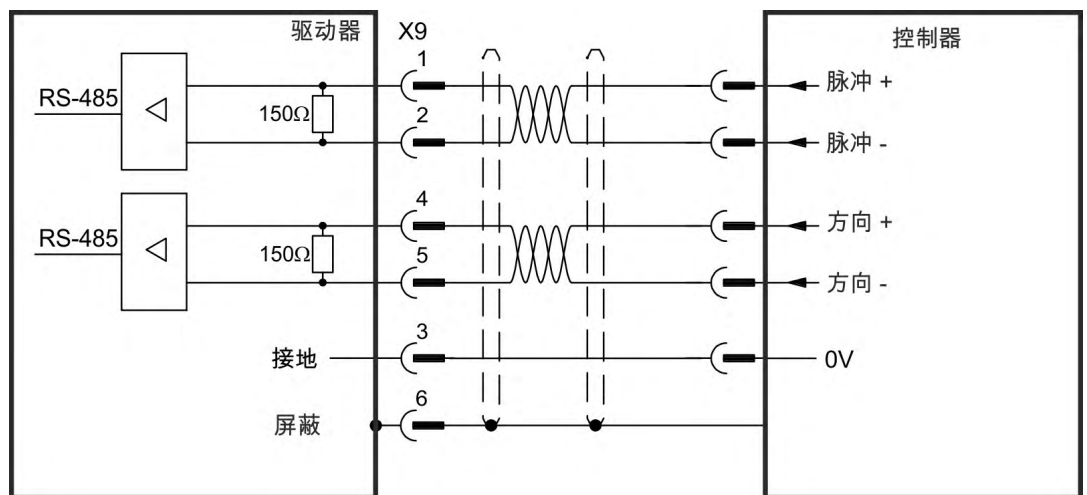 驱动器 X9 控制器
1
脉冲 +
RS-485
150Ω
2
脉冲 -
4
方向 +
RS-485
150Ω
5
方向 -
3
接地
0V
6
屏蔽